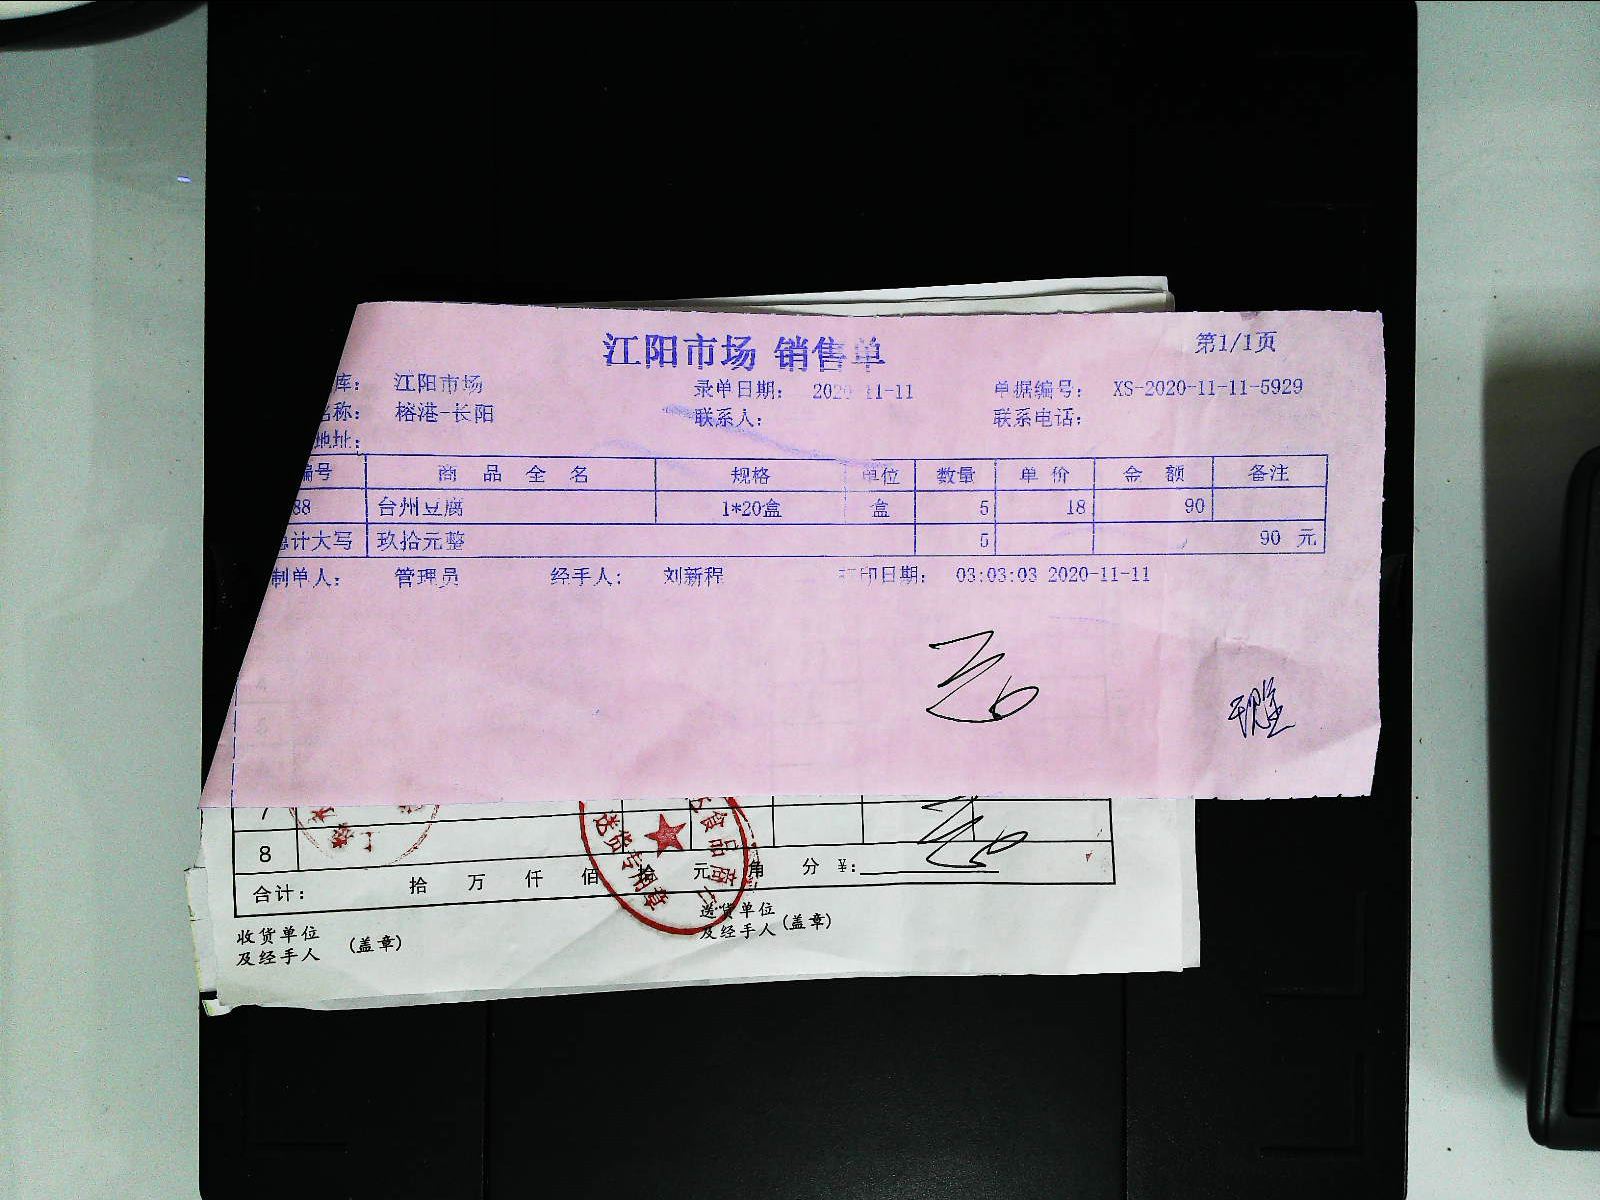 江阳市场 销售单
第1/1页
库： 江阳市场 录单日期： 2020-11-11 单据编号： XS-2020-11-11-5929
名称： 榕港-长阳 联系人： 联系电话：
地址：
编号 商 品 全 名 规格 单位 数量 单 价 金 额 备注
88 台州豆腐 1*20盒 盒 5 18 90
总计大写 玖拾元整 5 90 元
制单人： 管理员 经手人： 刘新程 打印日期： 03:03:03 2020-11-11
7
8
合计： 拾 万 仟 佰 拾 元 角 分 ¥:
送货专用章
收货单位
及经手人 (盖章)
送货单位
及经手人 (盖章)